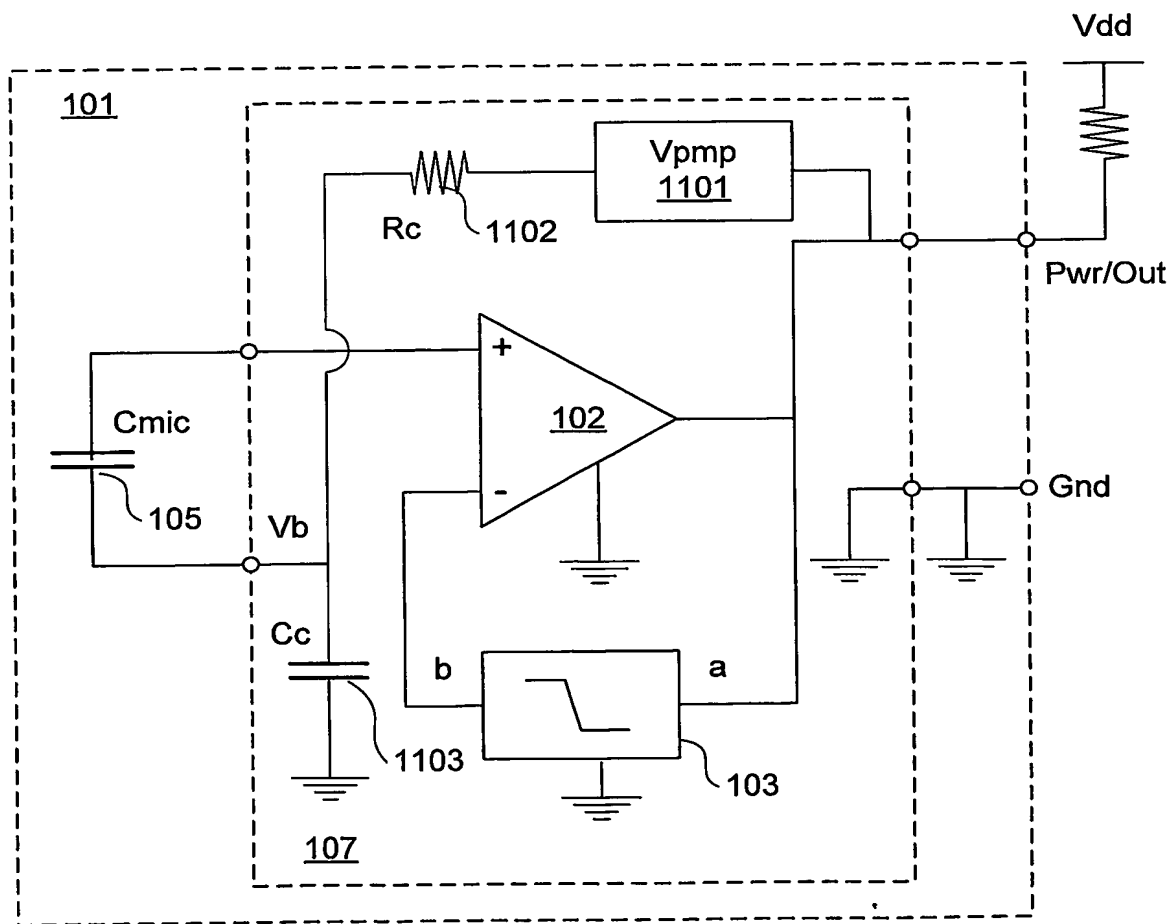 Vdd
101
Vpmp
1101
Rc
1102
Pwr/Out
+
102
Cmic
-
Gnd
105
Vb
Cc
b
a
1103
103
107